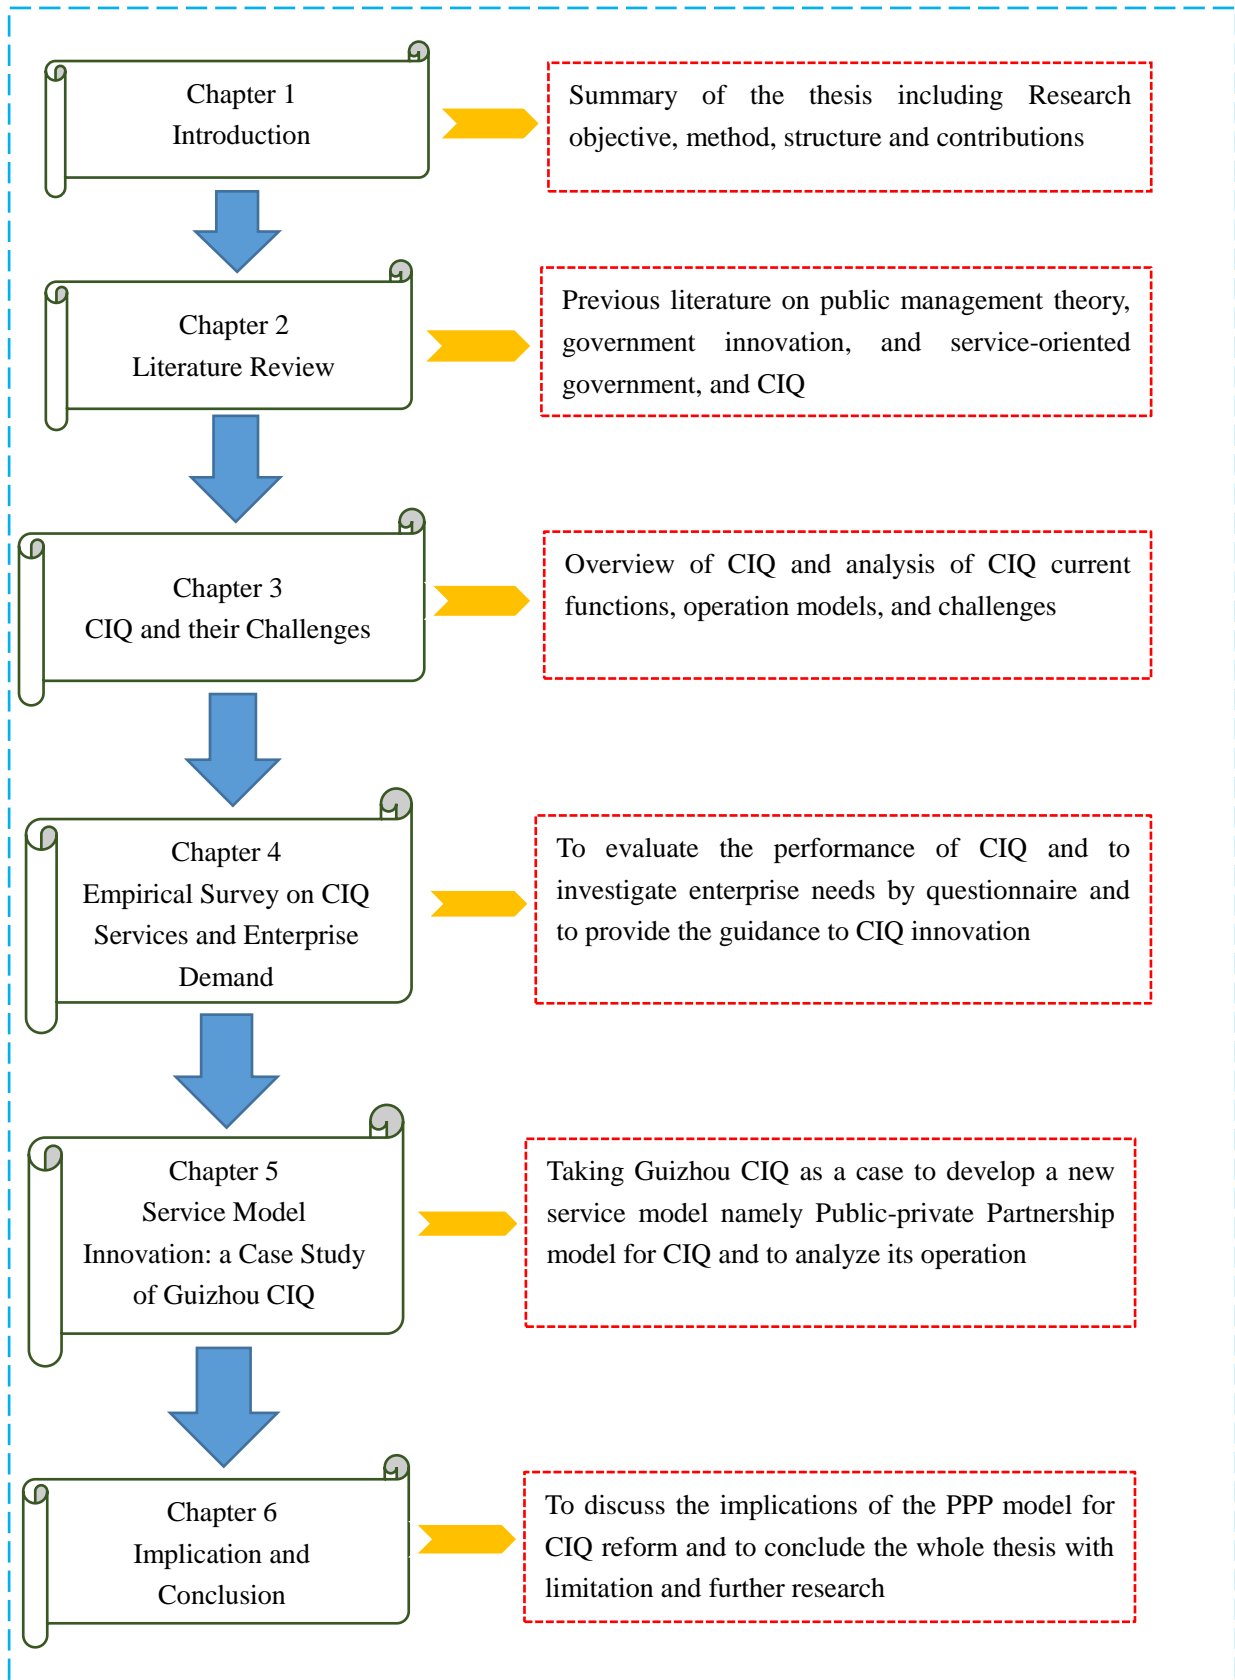 Chapter 1
Introduction
Summary of the thesis including Research
objective, method, structure and contributions
Chapter 2
Literature Review
Previous literature on public management theory,
government innovation, and service-oriented
government, and CIQ
Chapter 3
CIQ and their Challenges
Overview of CIQ and analysis of CIQ current
functions, operation models, and challenges
Chapter 4
Empirical Survey on CIQ
Services and Enterprise
Demand
To evaluate the performance of CIQ and to
investigate enterprise needs by questionnaire and
to provide the guidance to CIQ innovation
Chapter 5
Service Model
Innovation: a Case Study
of Guizhou CIQ
Taking Guizhou CIQ as a case to develop a new
service model namely Public-private Partnership
model for CIQ and to analyze its operation
Chapter 6
Implication and
Conclusion
To discuss the implications of the PPP model for
CIQ reform and to conclude the whole thesis with
limitation and further research